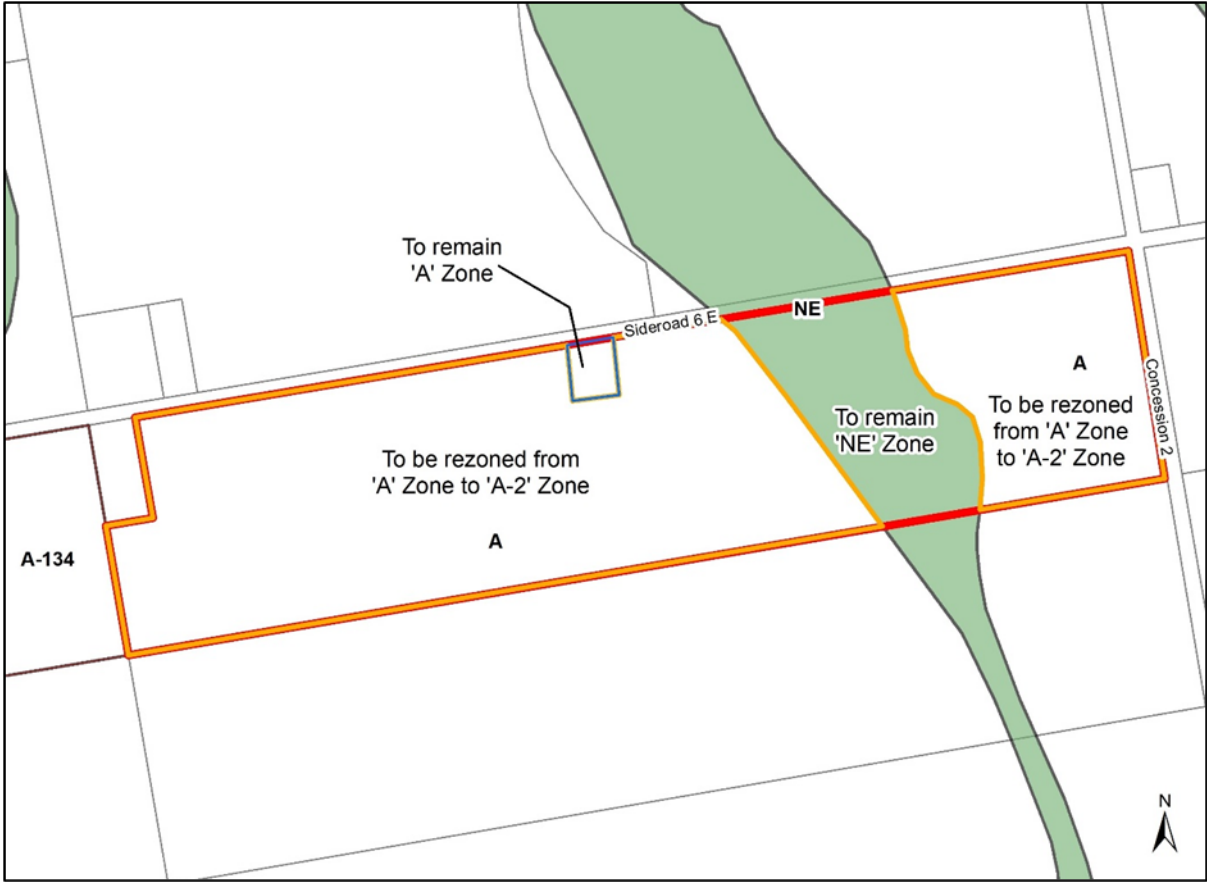 To remain
'A' Zone
Sideroad 6 E
NE
A
Concession 2
To remain
'NE' Zone
To be rezoned
from 'A' Zone
to 'A-2' Zone
To be rezoned from
'A' Zone to 'A-2' Zone
A
A-134
N